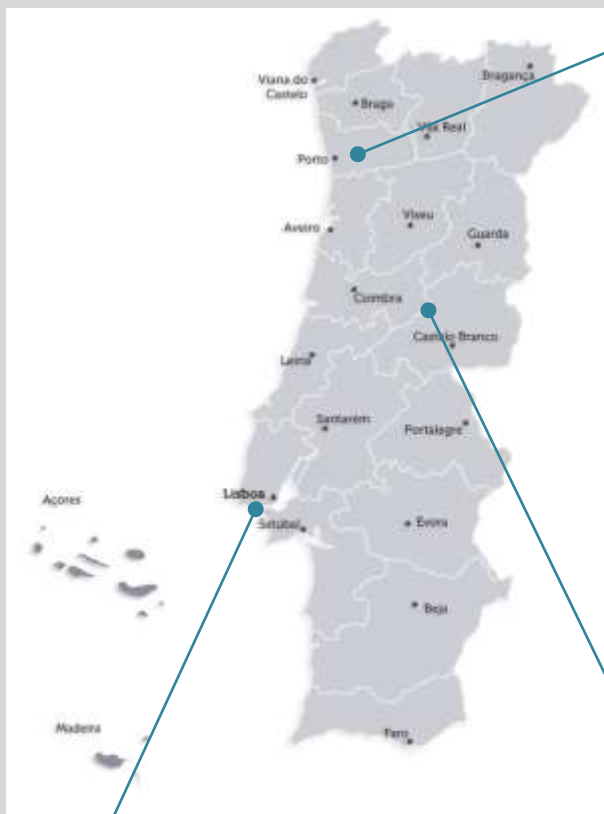 Bragança
Viana do
Castelo
Braga
Vila Real
Porto
Viseu
Aveiro
Guarda
Coimbra
Castelo Branco
Leiria
Santarém
Portalegre
Lisboa
Açores
Setúbal
Évora
Beja
Madeira
Faro